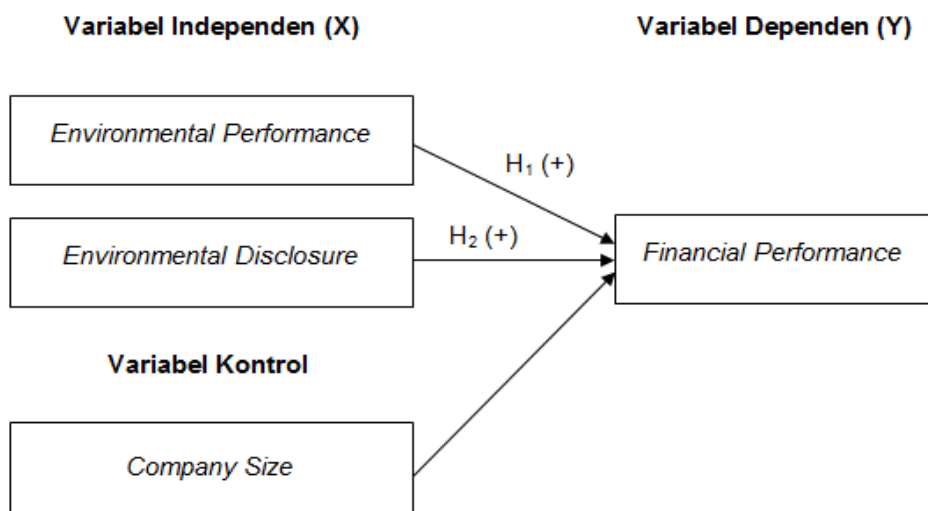 Variabel Independen (X)
Variabel Dependen (Y)
Environmental Performance
H₁ (+)
Environmental Disclosure
H₂ (+)
Financial Performance
Variabel Kontrol
Company Size